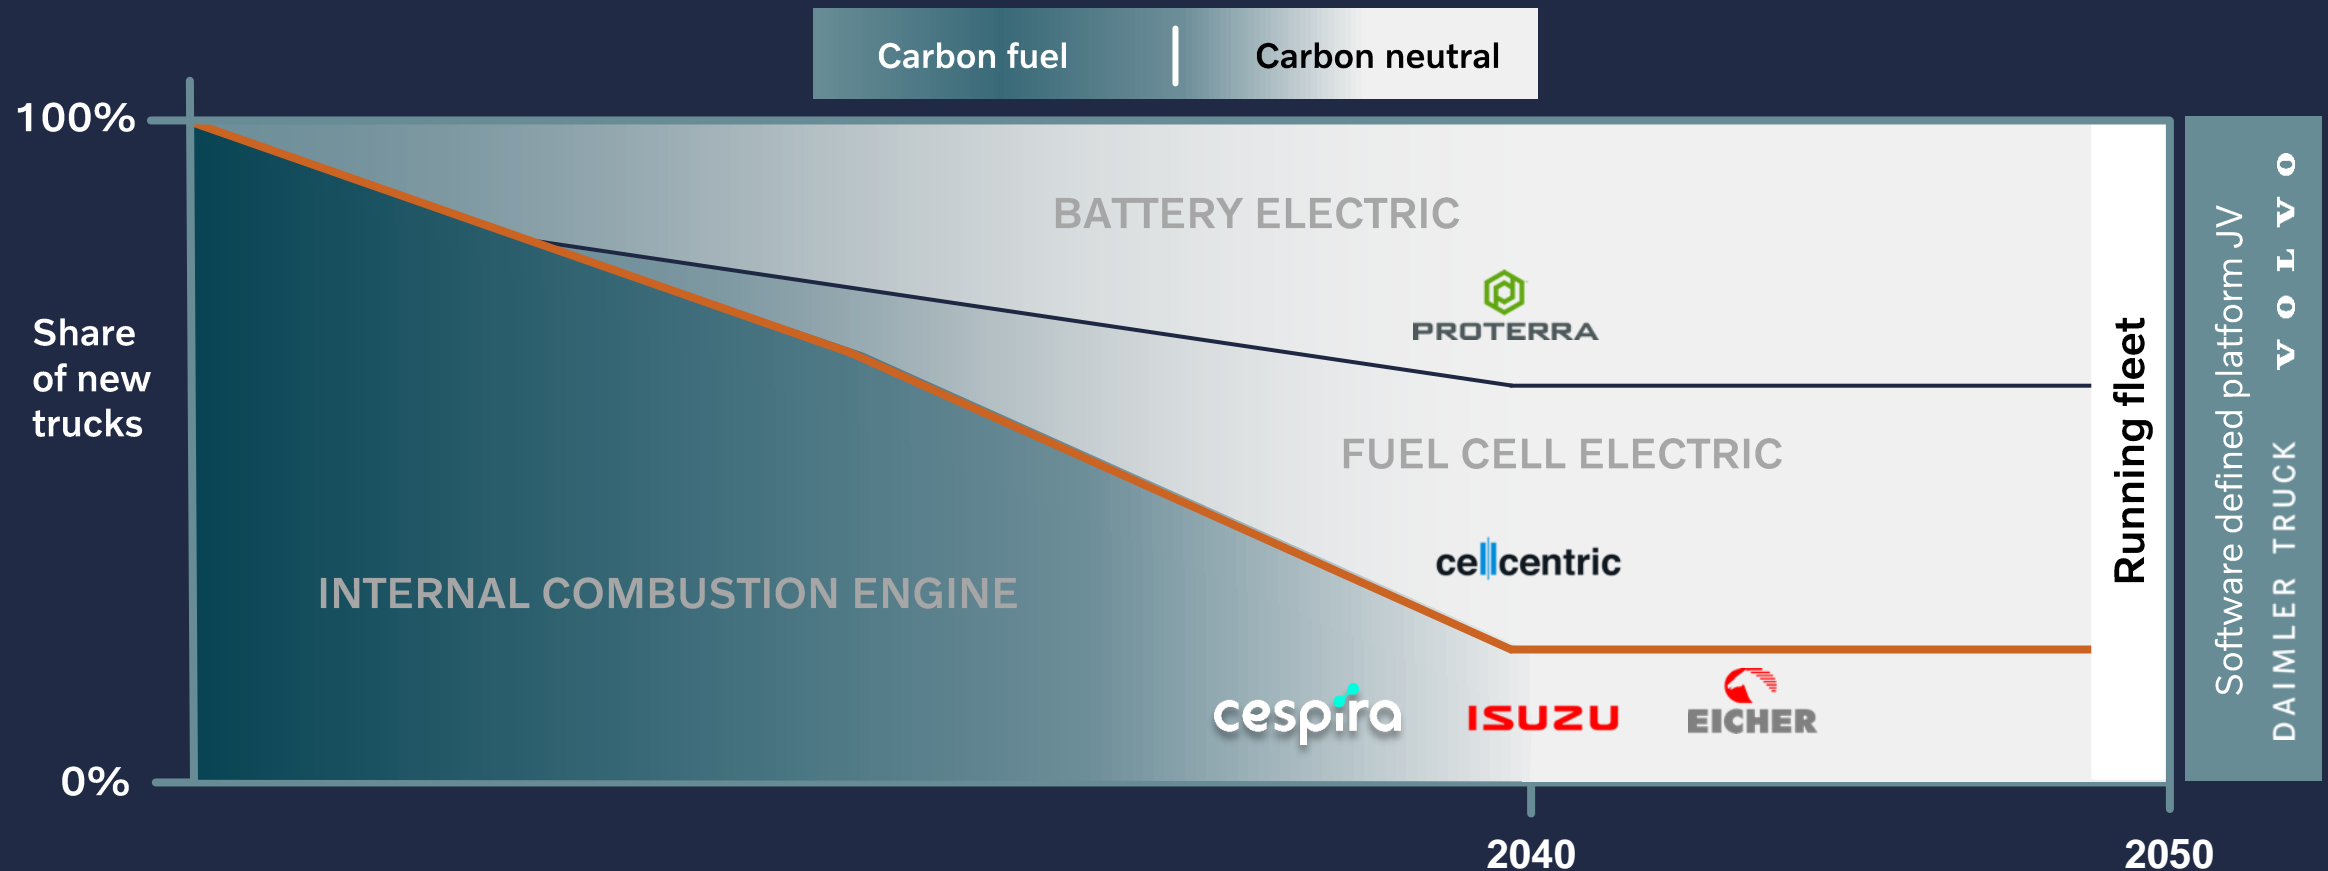 Carbon fuel
Carbon neutral
100%
Share
of new
trucks
0%
BATTERY ELECTRIC
PROTERRA
FUEL CELL ELECTRIC
cellcentric
INTERNAL COMBUSTION ENGINE
cespira
ISUZU
EICHER
Running fleet
Software defined platform JV
DAIMLER TRUCK
VOLVO
2040
2050